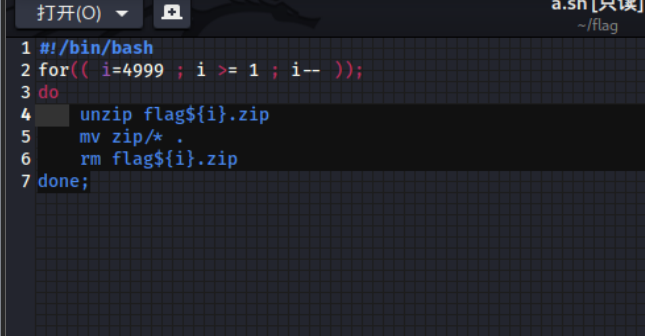 打开(O)
a.sh [只读]
~/flag
1 #!/bin/bash
2 for(( i=4999 ; i >= 1 ; i-- ));
3 do
4     unzip flag${i}.zip
5     mv zip/* .
6     rm flag${i}.zip
7 done;